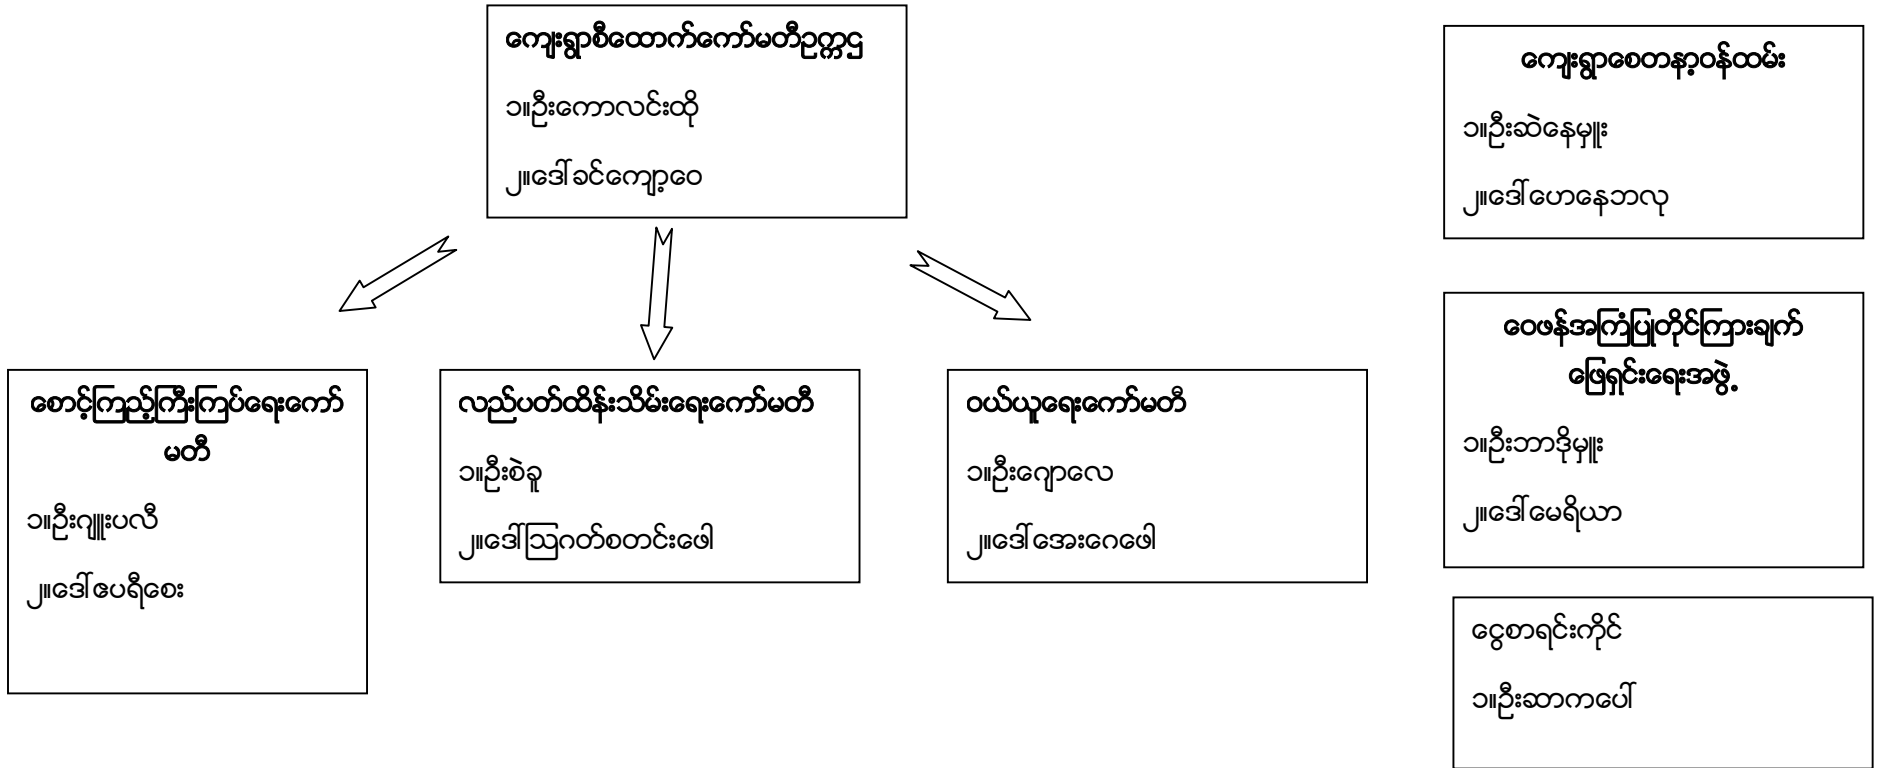 ကျေးရွာစီထောက်ကော်မတီဥက္ကဌ
၁။ဦးကောလင်းထို
၂။ဒေါ်ခင်ကျော့ဝေ
ကျေးရွာစေတနာ့ဝန်ထမ်း
၁။ဦးဆဲနေမှူး
၂။ဒေါ်ဟေနေဘလု
စောင့်ကြည့်ကြီးကြပ်ရေးကော်
မတီ
၁။ဦးဂျူးပလီ
၂။ဒေါ်ဧပရီစေး
လည်ပတ်ထိန်းသိမ်းရေးကော်မတီ
၁။ဦးစဲခူ
၂။ဒေါ်ဩဂတ်စတင်းဖေါ
ဝယ်ယူရေးကော်မတီ
၁။ဦးဂျောလေ
၂။ဒေါ်အေးဂေဖေါ
ဝေဖန်အကြံပြုတိုင်ကြားချက်
ဖြေရှင်းရေးအဖွဲ့
၁။ဦးဘာဒိုမှူး
၂။ဒေါ်မေရိယာ
ငွေစာရင်းကိုင်
၁။ဦးဆာကပေါ်